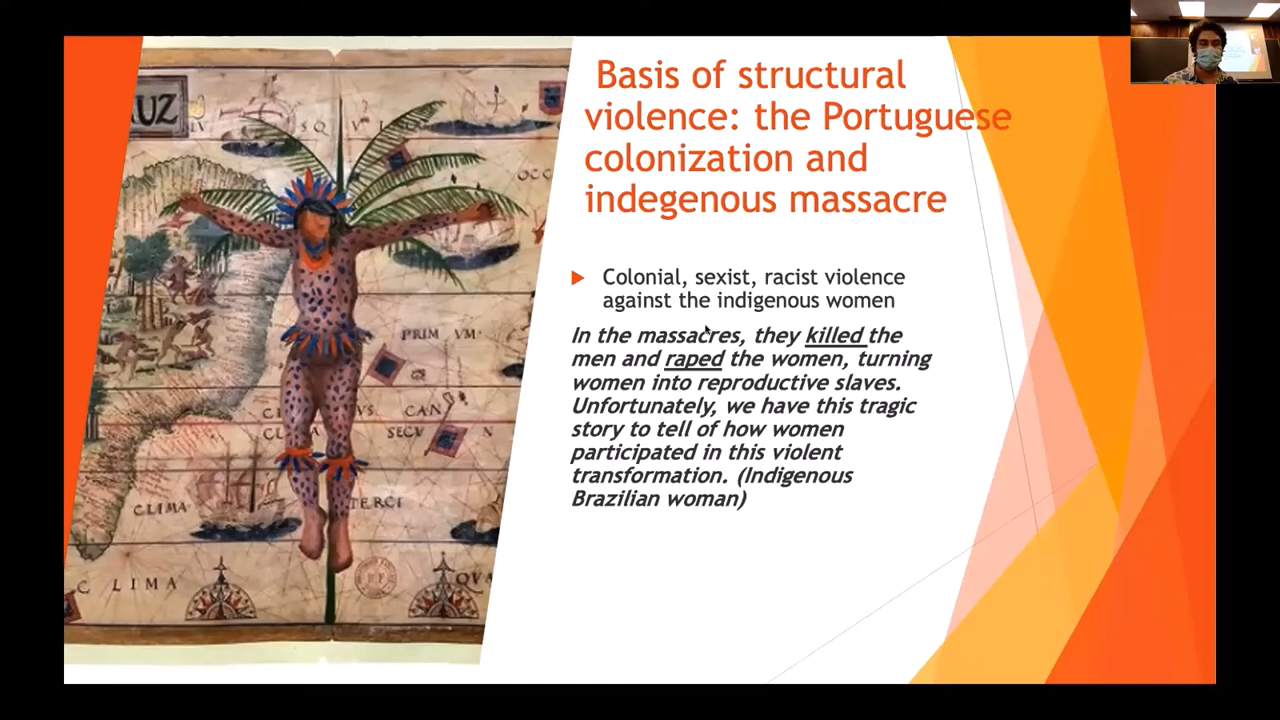 Basis of structural
violence: the Portuguese
colonization and
indegenous massacre
Colonial, sexist, racist violence
against the indigenous women
In the massacres, they killed the
men and raped the women, turning
women into reproductive slaves.
Unfortunately, we have this tragic
story to tell of how women
participated in this violent
transformation. (Indigenous
Brazilian woman)
UZ
OCC
PRIM VM
CAN
SECV N
CLIMA
TERCI
C LIMA
QVA